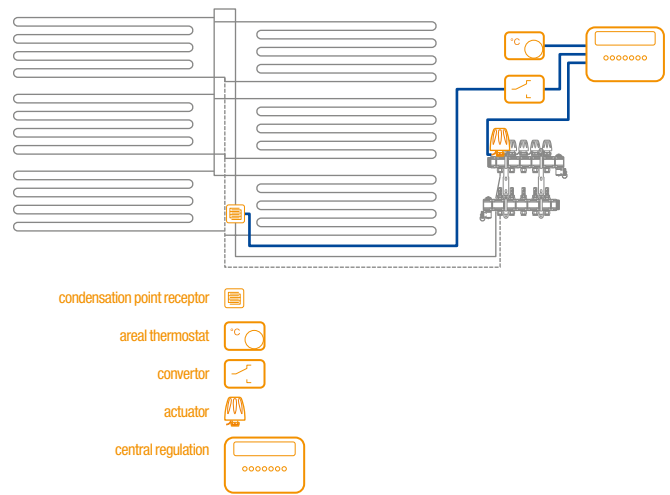 °C
condensation point receptor
areal thermostat
°C
convertor
actuator
central regulation